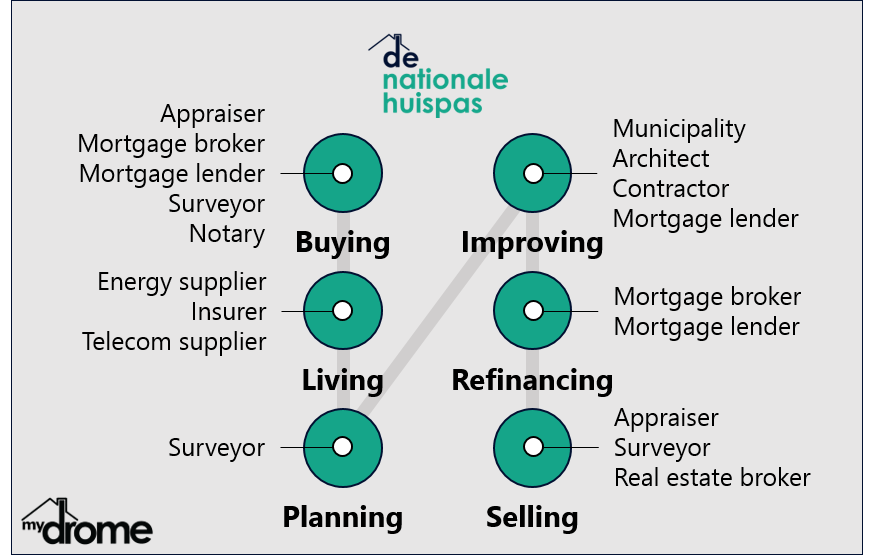 de
nationale
huispas
Appraiser
Mortgage broker
Mortgage lender
Surveyor
Notary
Buying
Energy supplier
Insurer
Telecom supplier
Living
Surveyor
Planning
Municipality
Architect
Contractor
Mortgage lender
Improving
Mortgage broker
Mortgage lender
Refinancing
Appraiser
Surveyor
Real estate broker
Selling
my drome